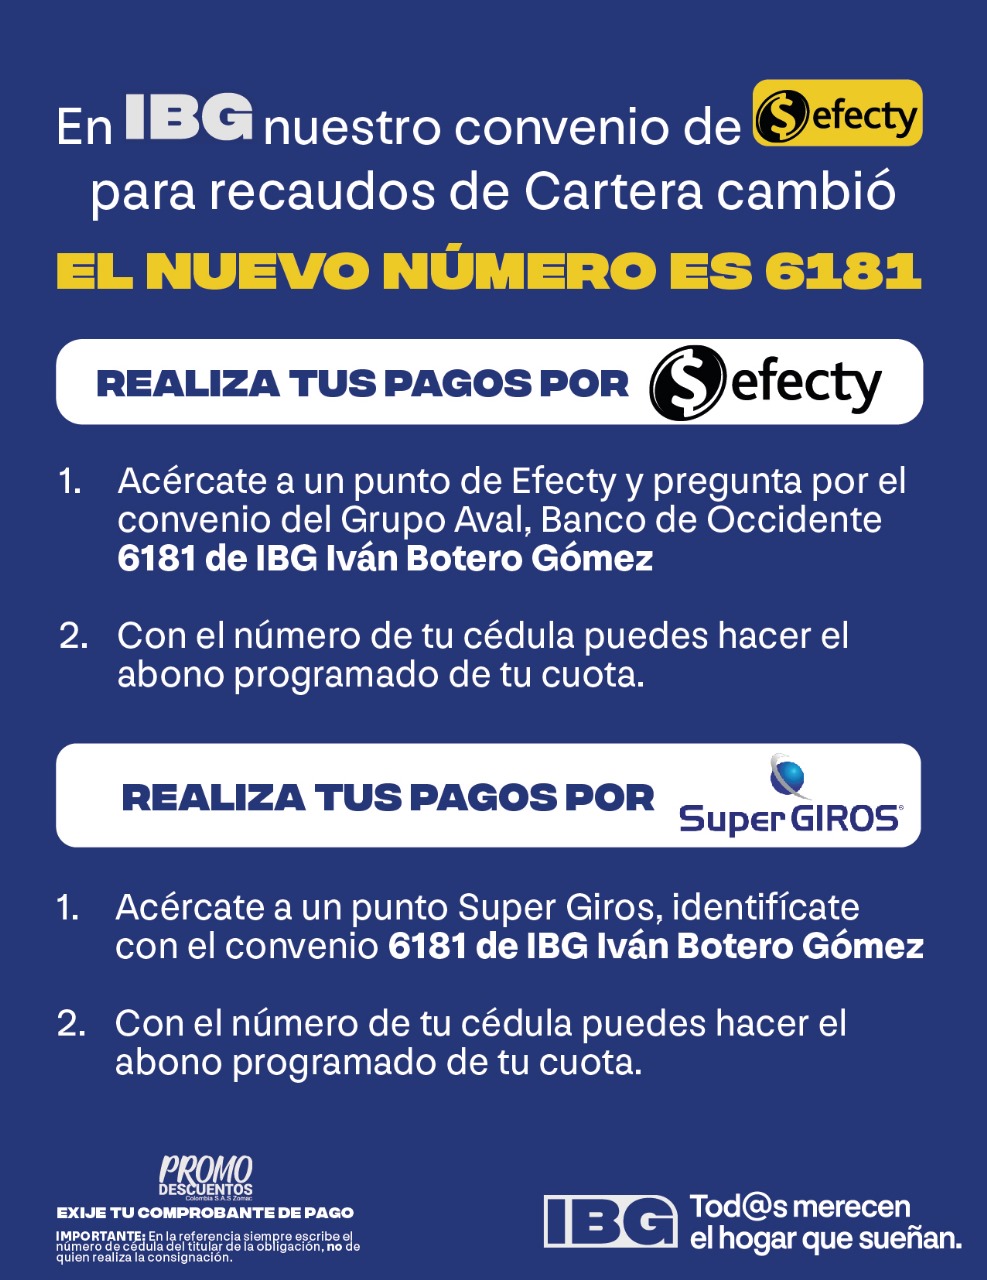 En IBG nuestro convenio de efecty
para recaudos de Cartera cambió
EL NUEVO NÚMERO ES 6181
REALIZA TUS PAGOS POR efecty
1. Acércate a un punto de Efecty y pregunta por el
convenio del Grupo Aval, Banco de Occidente
6181 de IBG Iván Botero Gómez
2. Con el número de tu cédula puedes hacer el
abono programado de tu cuota.
REALIZA TUS PAGOS POR SuperGIROS®
1. Acércate a un punto Super Giros, identifícate
con el convenio 6181 de IBG Iván Botero Gómez
2. Con el número de tu cédula puedes hacer el
abono programado de tu cuota.
PROMO
DESCUENTOS
Colombia S.A.S Zomac
EXIJE TU COMPROBANTE DE PAGO
IMPORTANTE: En la referencia siempre escribe el
número de cédula del titular de la obligación, no de
quien realiza la consignación.
IBG Tod@s merecen
el hogar que sueñan.